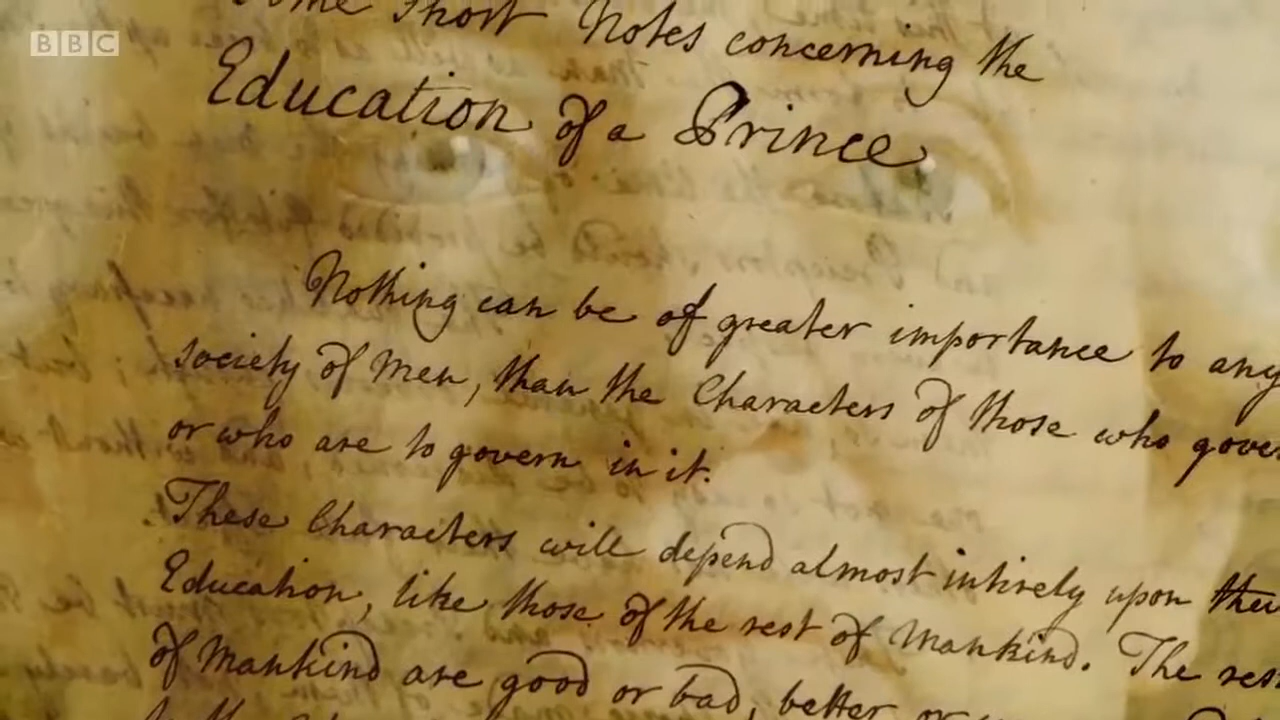 BBC
Some Short Notes concerning the
Education of a Prince
Nothing can be of greater importance to any
society of Men, than the Characters of those who
or who are to govern in it.
These Characters will depend almost intirely upon
Education, like those of the rest of Mankind. The
of Mankind are good or bad, better or